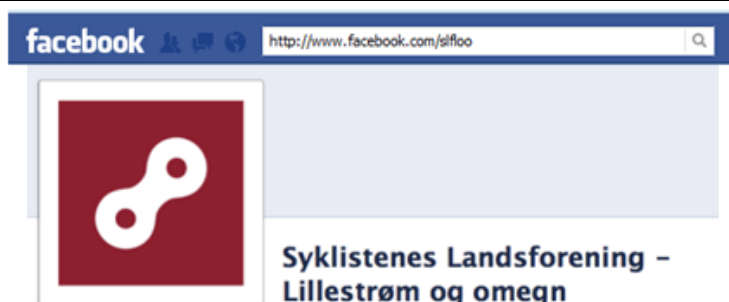 facebook
http://www.facebook.com/slfloo
Syklistenes Landsforening –
Lillestrøm og omegn